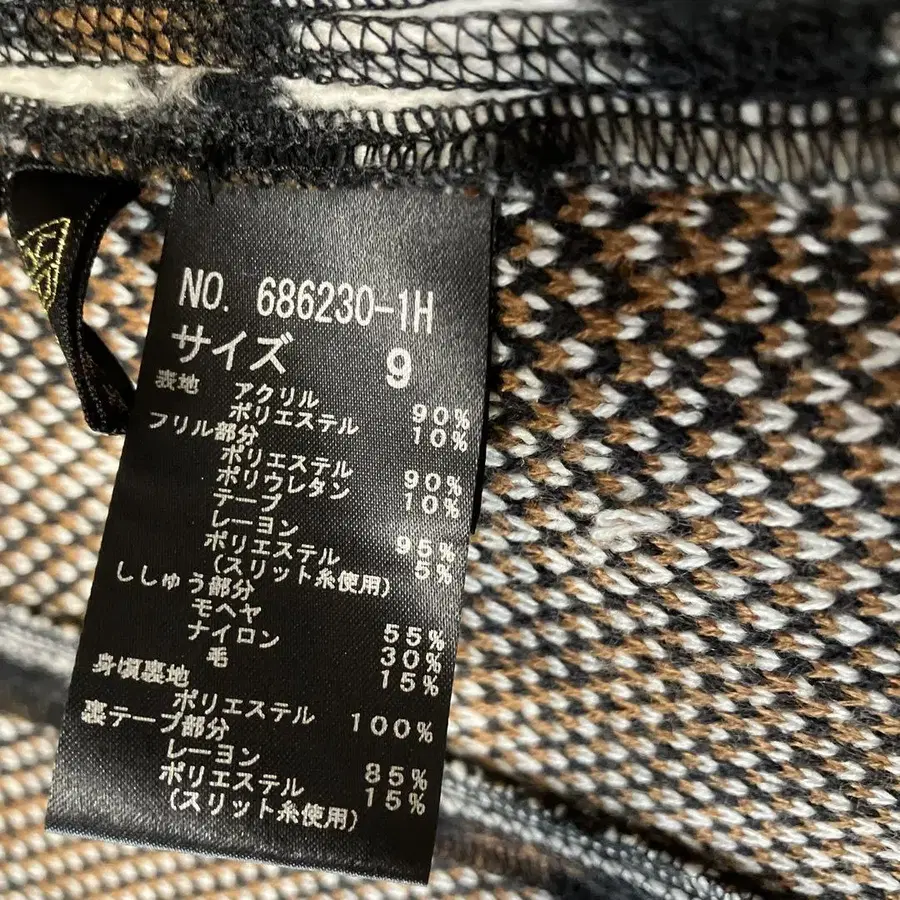 NO. 686230-1H
サイズ 9
表地 アクリル 90%
ポリエステル 10%
フリル部分
ポリエステル 90%
ポリウレタン 10%
テープ
レーヨン 95%
ポリエステル 5%
(スリット糸使用)
ししゅう部分
モヘヤ 55%
ナイロン 30%
毛 15%
身頃裏地
ポリエステル 100%
裏テープ部分
レーヨン 85%
ポリエステル 15%
(スリット糸使用)